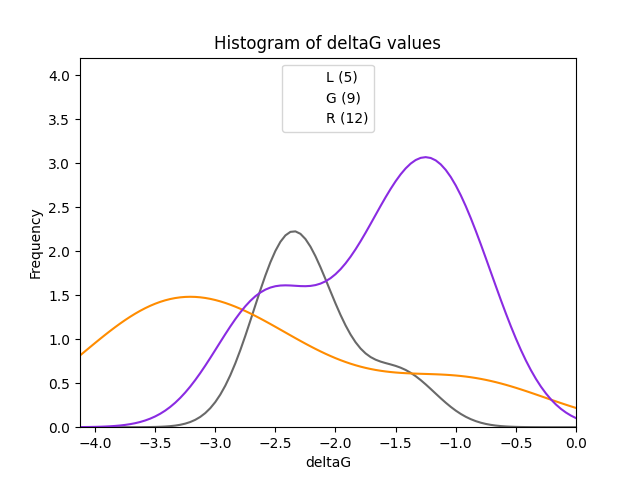 Histogram of deltaG values
L (5)
G (9)
R (12)
Frequency
4.0
3.5
3.0
2.5
2.0
1.5
1.0
0.5
0.0
−4.0 −3.5 −3.0 −2.5 −2.0 −1.5 −1.0 −0.5 0.0
deltaG